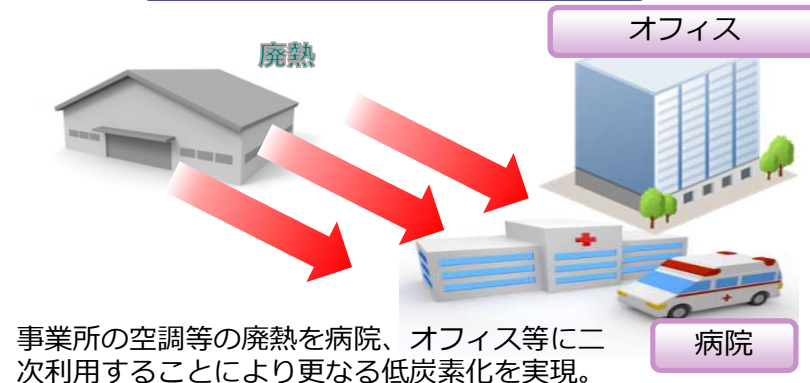 オフィス
廃熱
事業所の空調等の廃熱を病院、オフィス等に二
次利用することにより更なる低炭素化を実現。
病院